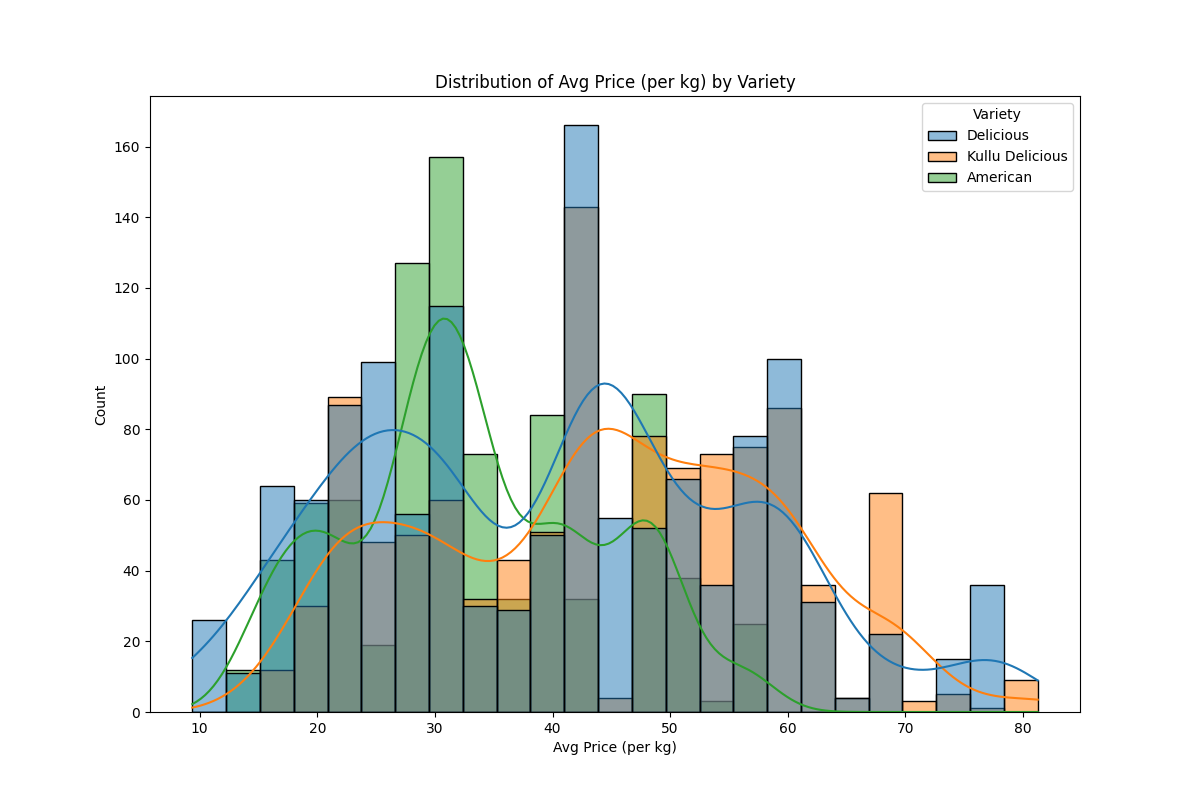 Distribution of Avg Price (per kg) by Variety
Variety
Delicious
Kullu Delicious
American
160
140
120
100
80
60
40
20
0
Count
10 20 30 40 50 60 70 80
Avg Price (per kg)